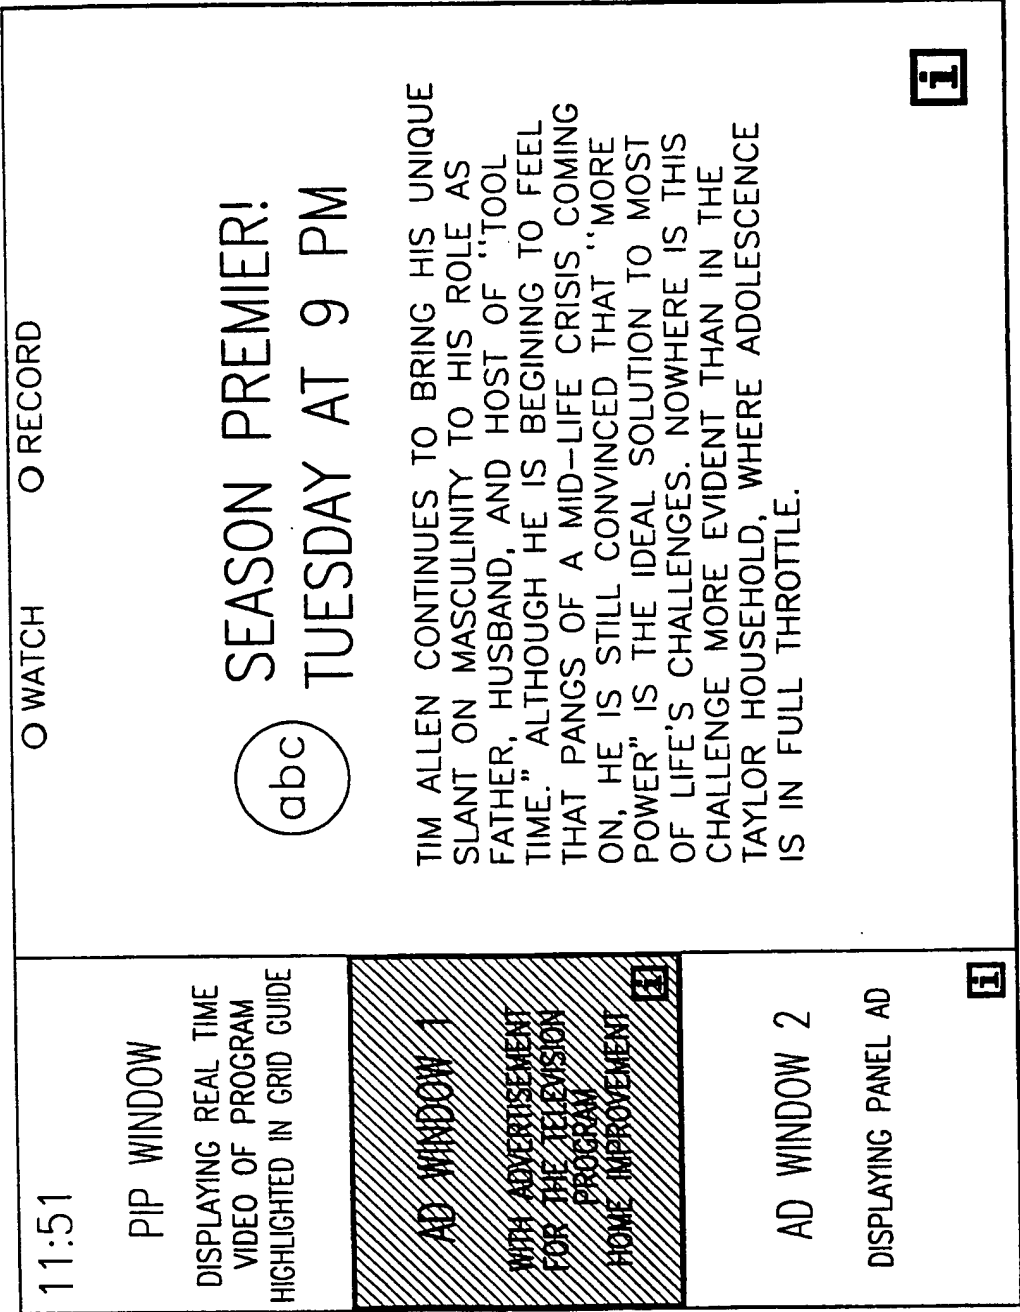 11:51
PIP WINDOW
DISPLAYING REAL TIME
VIDEO OF PROGRAM
HIGHLIGHTED IN GRID GUIDE
AD WINDOW 1
WITH ADVERTISEMENT
FOR THE TELEVISION
PROGRAM
HOME IMPROVEMENT
i
AD WINDOW 2
DISPLAYING PANEL AD
i
O WATCH O RECORD
abc
SEASON PREMIER!
TUESDAY AT 9 PM
TIM ALLEN CONTINUES TO BRING HIS UNIQUE
SLANT ON MASCULINITY TO HIS ROLE AS
FATHER, HUSBAND, AND HOST OF "TOOL
TIME." ALTHOUGH HE IS BEGINING TO FEEL
THAT PANGS OF A MID-LIFE CRISIS COMING
ON, HE IS STILL CONVINCED THAT "MORE
POWER" IS THE IDEAL SOLUTION TO MOST
OF LIFE'S CHALLENGES. NOWHERE IS THIS
CHALLENGE MORE EVIDENT THAN IN THE
TAYLOR HOUSEHOLD, WHERE ADOLESCENCE
IS IN FULL THROTTLE.
i